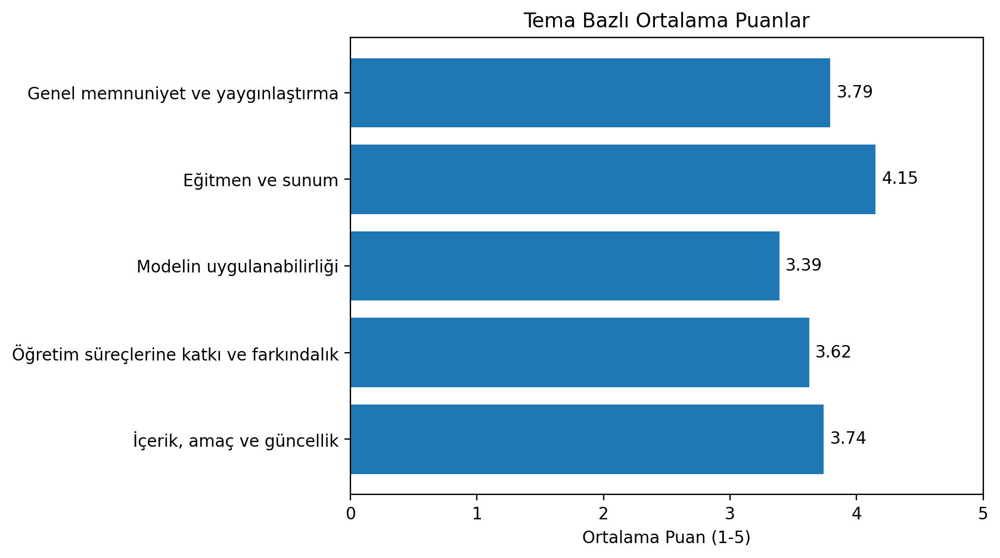 Tema Bazlı Ortalama Puanlar
Genel memnuniyet ve yaygınlaştırma
3.79
Eğitmen ve sunum
4.15
Modelin uygulanabilirliği
3.39
Öğretim süreçlerine katkı ve farkındalık
3.62
İçerik, amaç ve güncellik
3.74
0 1 2 3 4 5
Ortalama Puan (1-5)